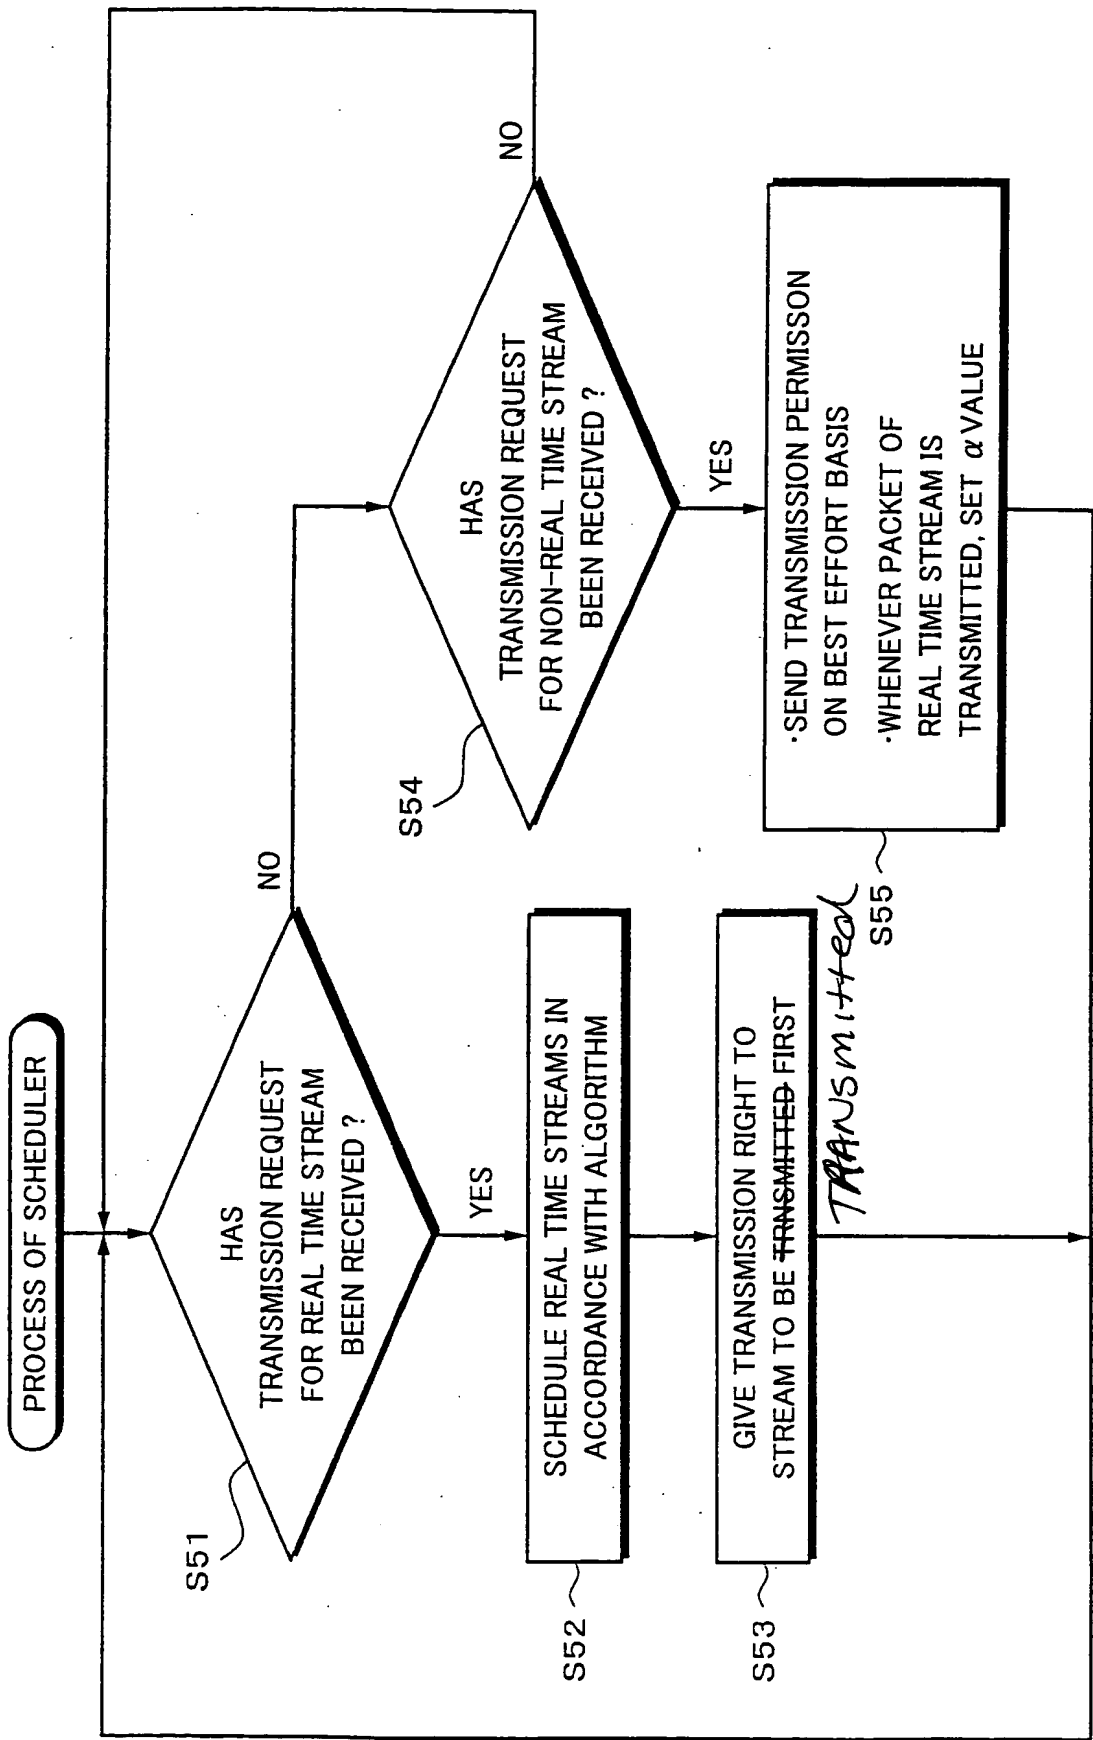 PROCESS OF SCHEDULER
S51
HAS
TRANSMISSION REQUEST
FOR REAL TIME STREAM
BEEN RECEIVED ?
NO
YES
S52
SCHEDULE REAL TIME STREAMS IN
ACCORDANCE WITH ALGORITHM
S53
GIVE TRANSMISSION RIGHT TO
STREAM TO BE TRNSMITTED FIRST
TRANSmitted
S54
HAS
TRANSMISSION REQUEST
FOR NON-REAL TIME STREAM
BEEN RECEIVED ?
NO
YES
S55
·SEND TRANSMISSION PERMISSON
ON BEST EFFORT BASIS
·WHENEVER PACKET OF
REAL TIME STREAM IS
TRANSMITTED, SET α VALUE